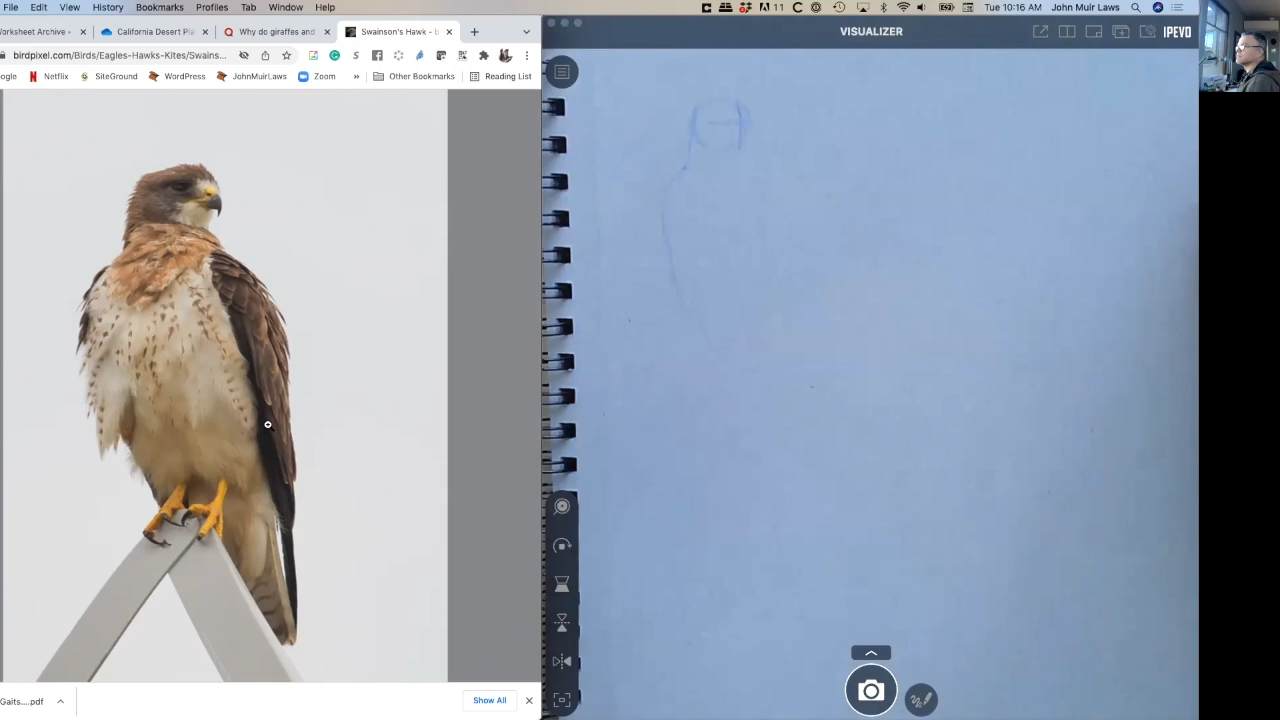 File Edit View History Bookmarks Profiles Tab Window Help
A 11
Tue 10:16 AM John Muir Laws
Worksheet Archive -
California Desert Pla
Why do giraffes and
Swainson's Hawk - b
birdpixel.com/Birds/Eagles-Hawks-Kites/Swains...
ogle Netflix SiteGround WordPress JohnMuirLaws Zoom » Other Bookmarks Reading List
VISUALIZER
IPEVO
Gaits....pdf
Show All